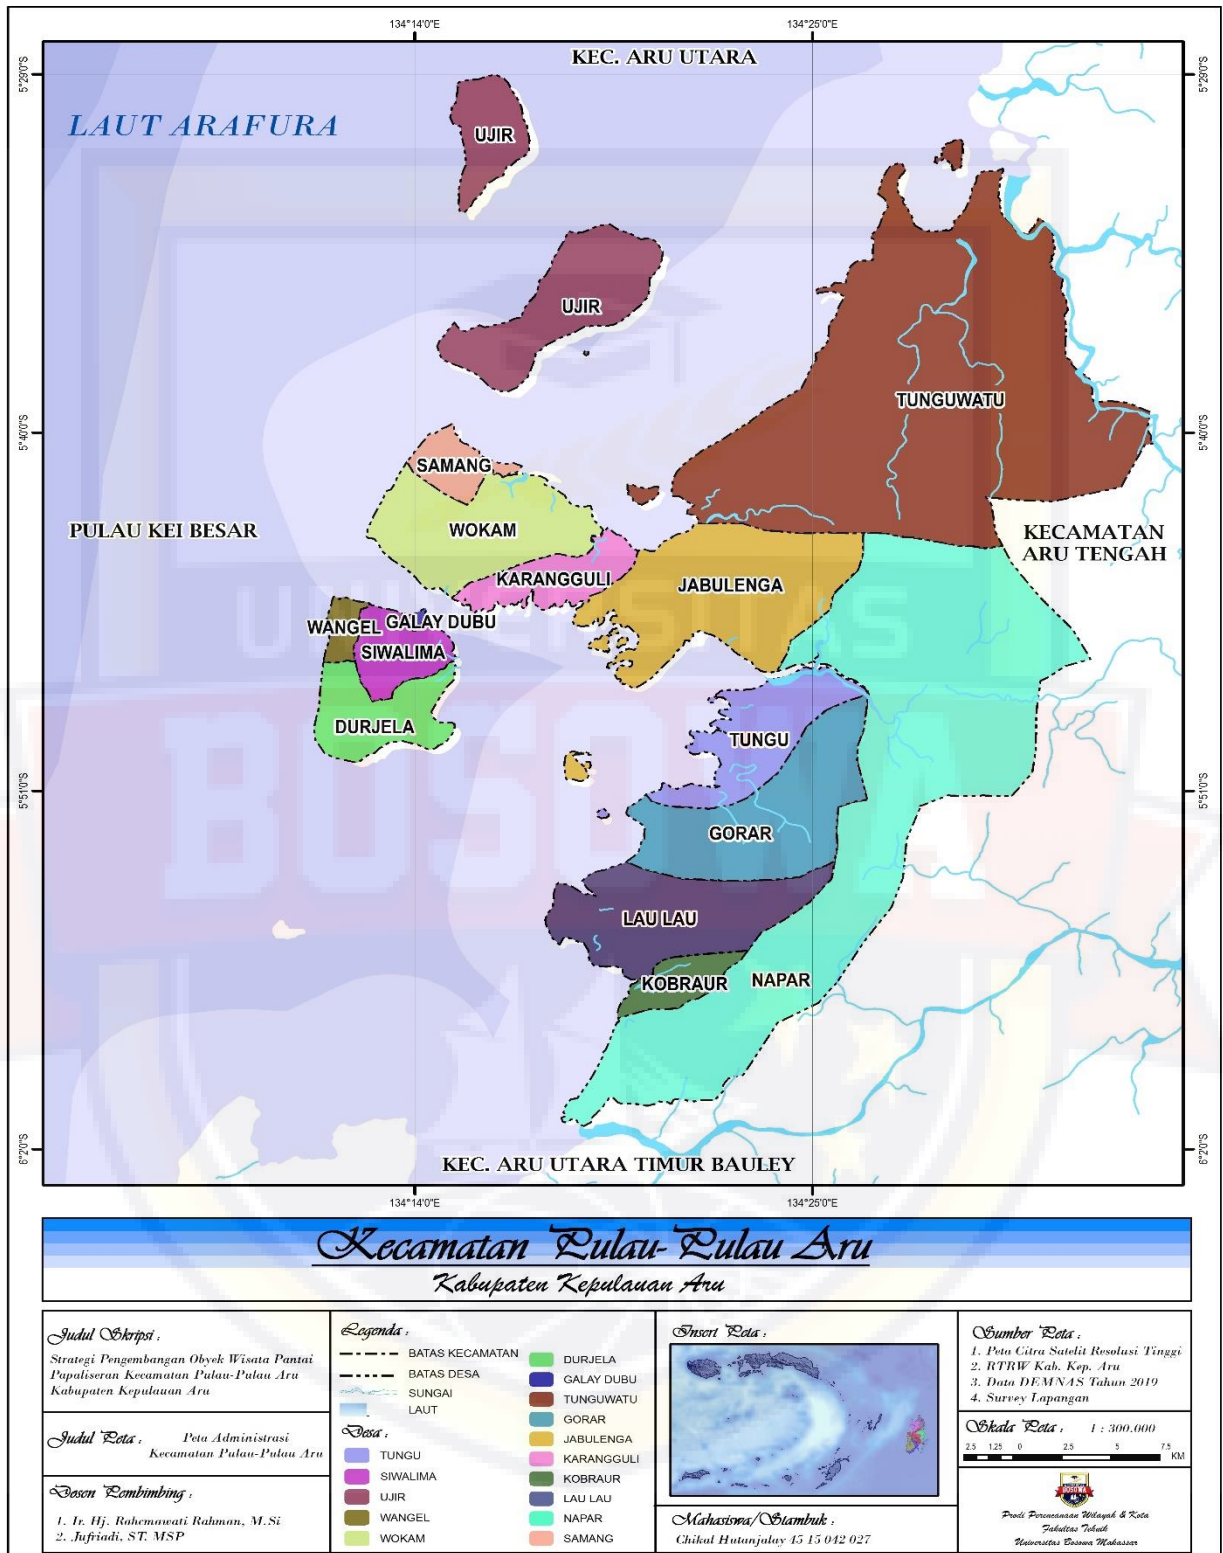 134°14'0"E
134°25'0"E
KEC. ARU UTARA
5°29'0"S
5°29'0"S
LAUT ARAFURA
UJIR
UJIR
TUNGUWATU
5°40'0"S
5°40'0"S
SAMANG
PULAU KEI BESAR
WOKAM
KECAMATAN
ARU TENGAH
KARANGGULI
JABULENGA
UNIVERSITAS
WANGEL
GALAY DUBU
SIWALIMA
DURJELA
TUNGU
BOSOWA
5°51'0"S
5°51'0"S
GORAR
LAU LAU
KOBRAUR
NAPAR
6°2'0"S
6°2'0"S
KEC. ARU UTARA TIMUR BAULEY
134°14'0"E
134°25'0"E
Kecamatan Pulau-Pulau Aru
Kabupaten Kepulauan Aru
Judul Skripsi :
Strategi Pengembangan Obyek Wisata Pantai
Papaliseran Kecamatan Pulau-Pulau Aru
Kabupaten Kepulauan Aru
Judul Peta :
Peta Administrasi
Kecamatan Pulau-Pulau Aru
Dosen Pembimbing :
1. Ir. Hj. Rahcmawati Rahman, M.Si
2. Jufriadi, ST. MSP
Legenda :
BATAS KECAMATAN
BATAS DESA
SUNGAI
LAUT
Desa :
TUNGU
SIWALIMA
UJIR
WANGEL
WOKAM
DURJELA
GALAY DUBU
TUNGUWATU
GORAR
JABULENGA
KARANGGULI
KOBRAUR
LAU LAU
NAPAR
SAMANG
Insert Peta :
Mahasiswa/Stambuk :
Chikal Hutanjalay 45 15 042 027
Sumber Peta :
1. Peta Citra Satelit Resolusi Tinggi
2. RTRW Kab. Kep. Aru
3. Data DEMNAS Tahun 2019
4. Survey Lapangan
Skala Peta : 1 : 300.000
2.5 1.25 0 2.5 5 7.5
KM
BOSOWA
Prodi Perencanaan Wilayah & Kota
Fakultas Tehnik
Universitas Bosowa Makassar